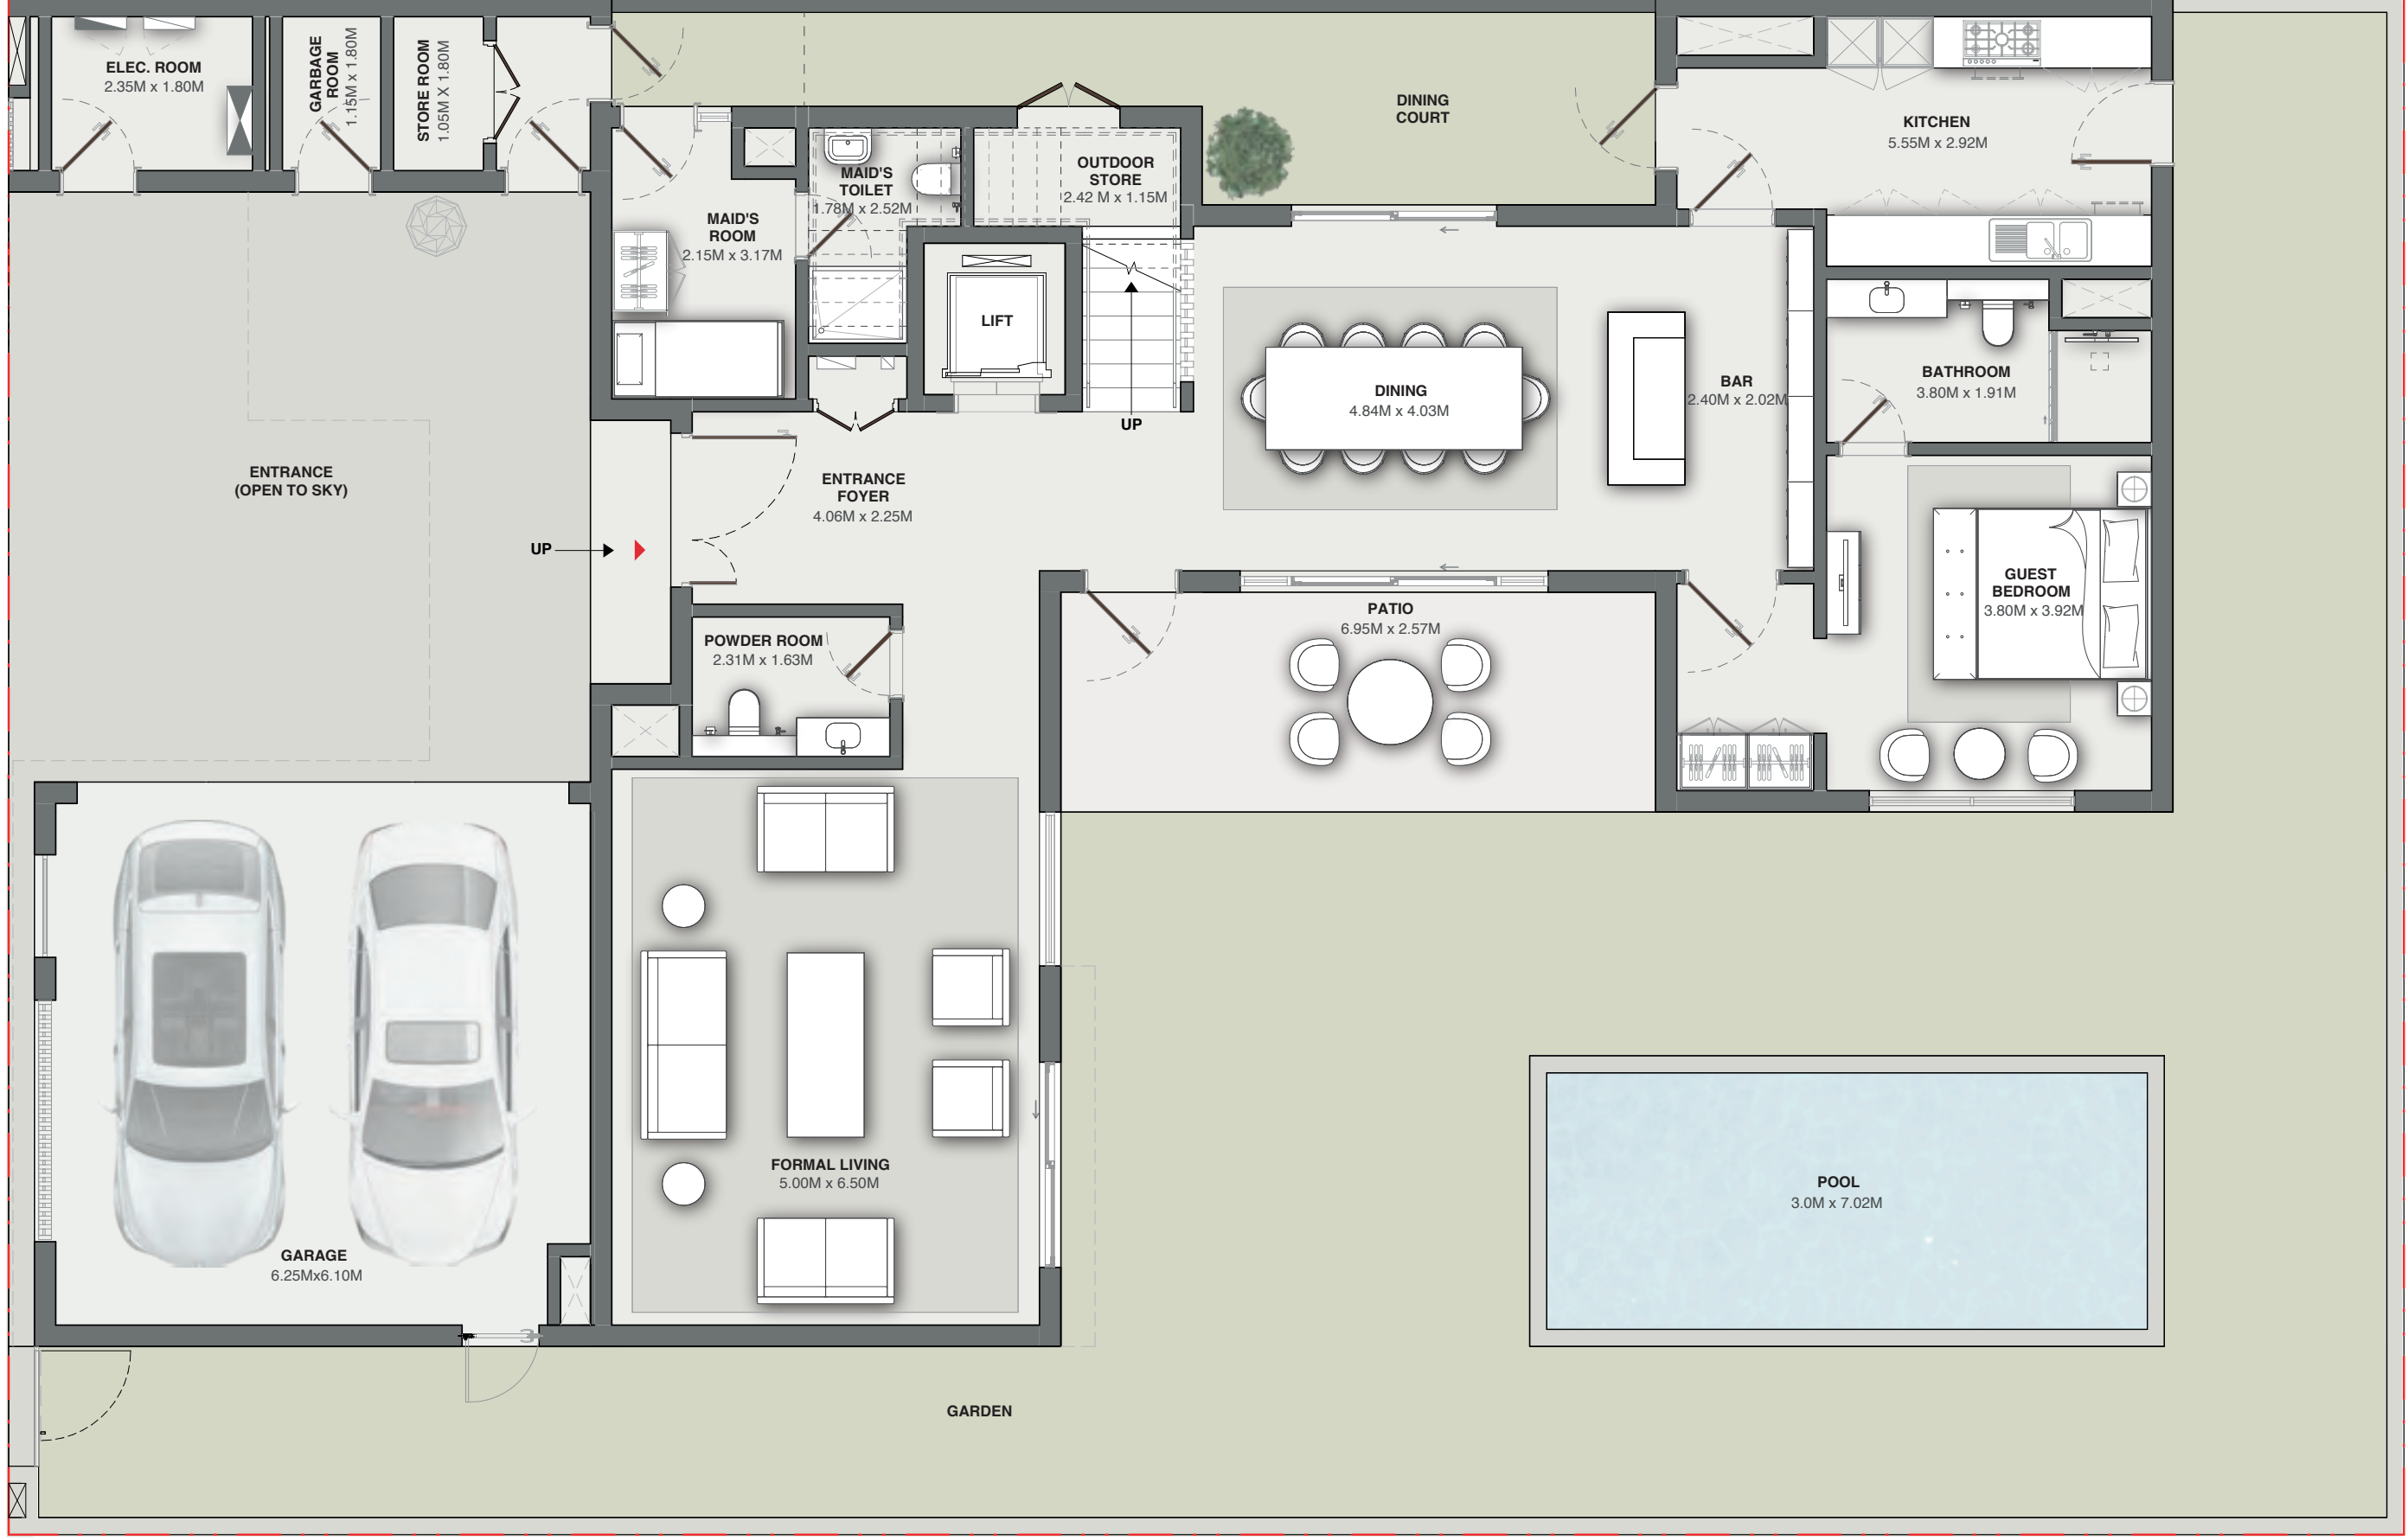 ELEC. ROOM
2.35M x 1.80M
GARBAGE
ROOM
1.15M x 1.80M
STORE ROOM
1.05M X 1.80M
DINING
COURT
KITCHEN
5.55M x 2.92M
MAID'S
TOILET
1.78M x 2.52M
OUTDOOR
STORE
2.42 M x 1.15M
MAID'S
ROOM
2.15M x 3.17M
LIFT
UP
DINING
4.84M x 4.03M
BAR
2.40M x 2.02M
BATHROOM
3.80M x 1.91M
ENTRANCE
(OPEN TO SKY)
ENTRANCE
FOYER
4.06M x 2.25M
UP
GUEST
BEDROOM
3.80M x 3.92M
PATIO
6.95M x 2.57M
POWDER ROOM
2.31M x 1.63M
FORMAL LIVING
5.00M x 6.50M
POOL
3.0M x 7.02M
GARAGE
6.25Mx6.10M
GARDEN